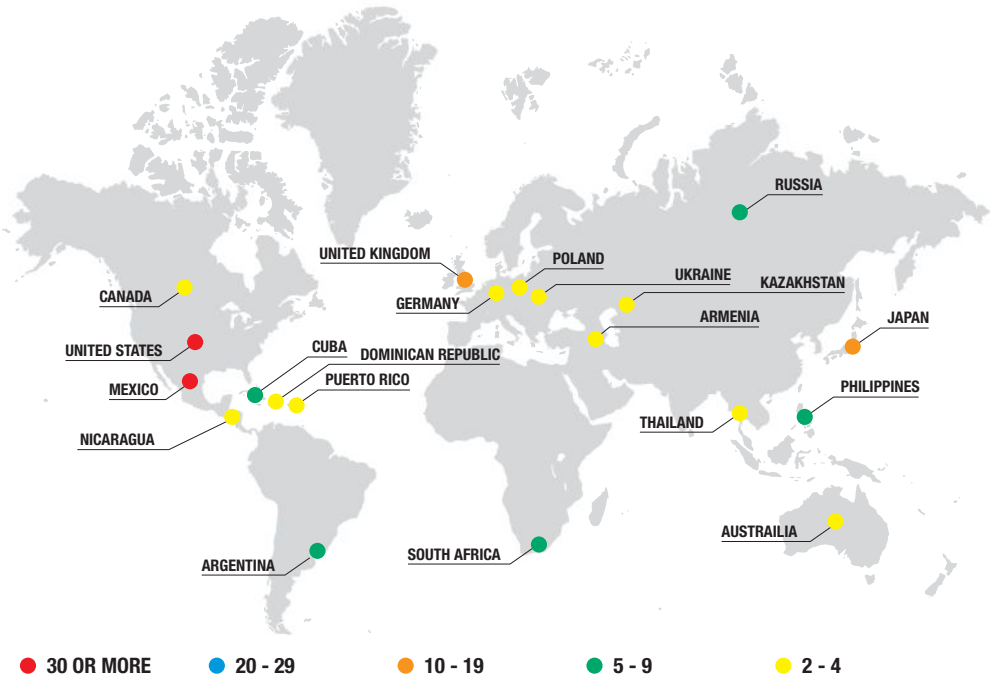 RUSSIA
UNITED KINGDOM
POLAND
UKRAINE
KAZAKHSTAN
CANADA
GERMANY
ARMENIA
JAPAN
UNITED STATES
CUBA
DOMINICAN REPUBLIC
MEXICO
PUERTO RICO
PHILIPPINES
NICARAGUA
THAILAND
AUSTRAILIA
ARGENTINA
SOUTH AFRICA
30 OR MORE
20 - 29
10 - 19
5 - 9
2 - 4